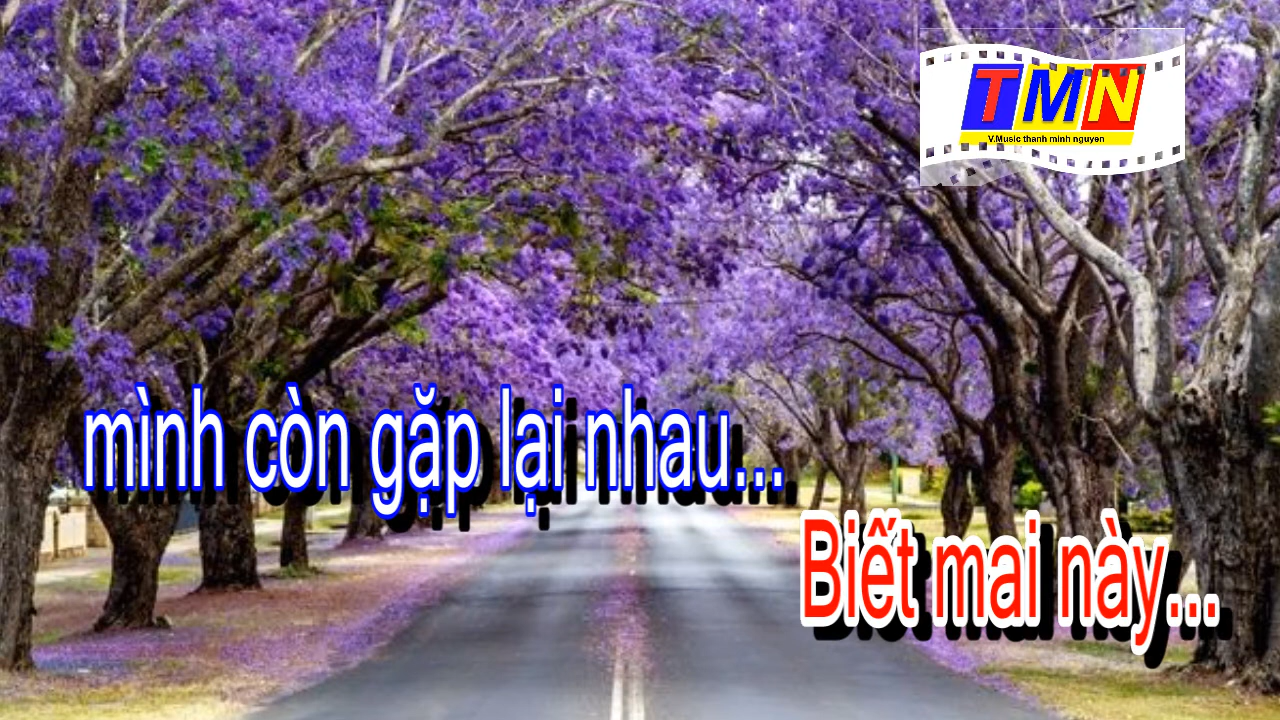 TMN
V.Music thanh minh nguyen
mình còn gặp lại nhau...
Biết mai này...